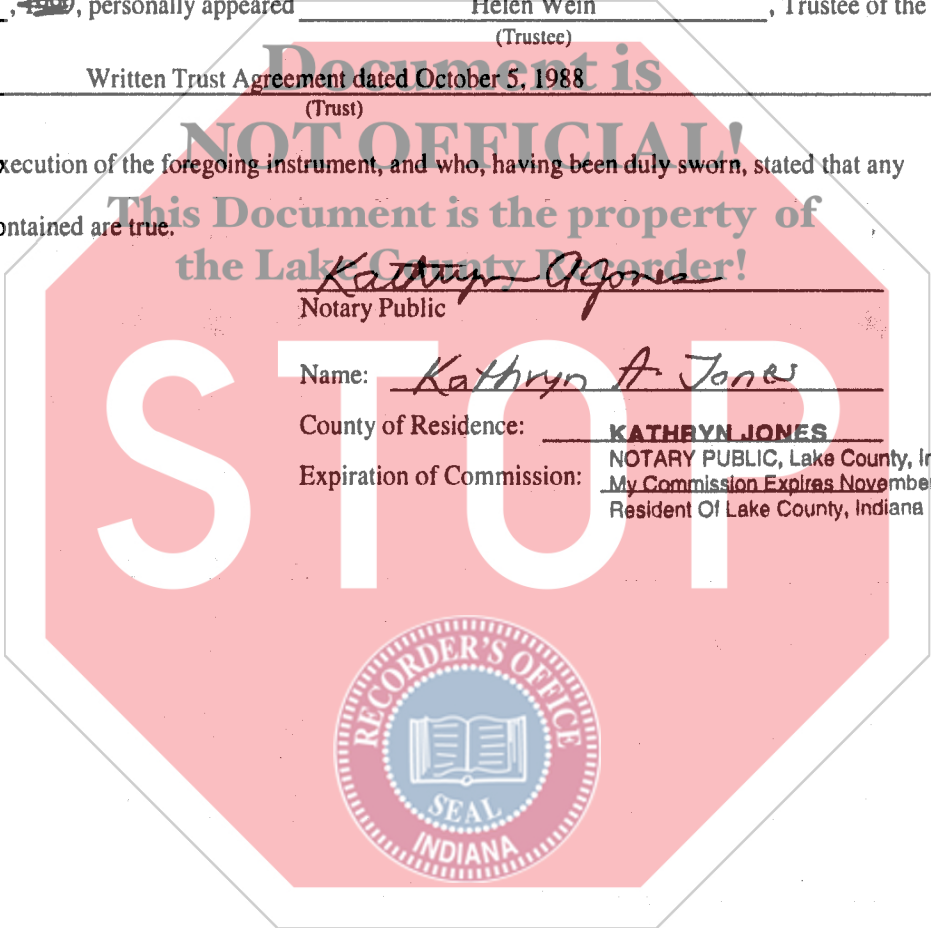 , personally appeared Helen Wein, Trustee of the
(Trustee)
Document is
Written Trust Agreement dated October 5, 1988
(Trust)
NOT OFFICIAL!
xecution of the foregoing instrument, and who, having been duly sworn, stated that any
This Document is the property of
ontained are true.
the Lake County Recorder!
Kathryn A Jones
Notary Public
Name: Kathryn A. Jones
County of Residence: KATHRYN JONES
NOTARY PUBLIC, Lake County, In
Expiration of Commission: My Commission Expires November
Resident Of Lake County, Indiana
STOP
RECORDER'S OFFICE
SEAL
INDIANA